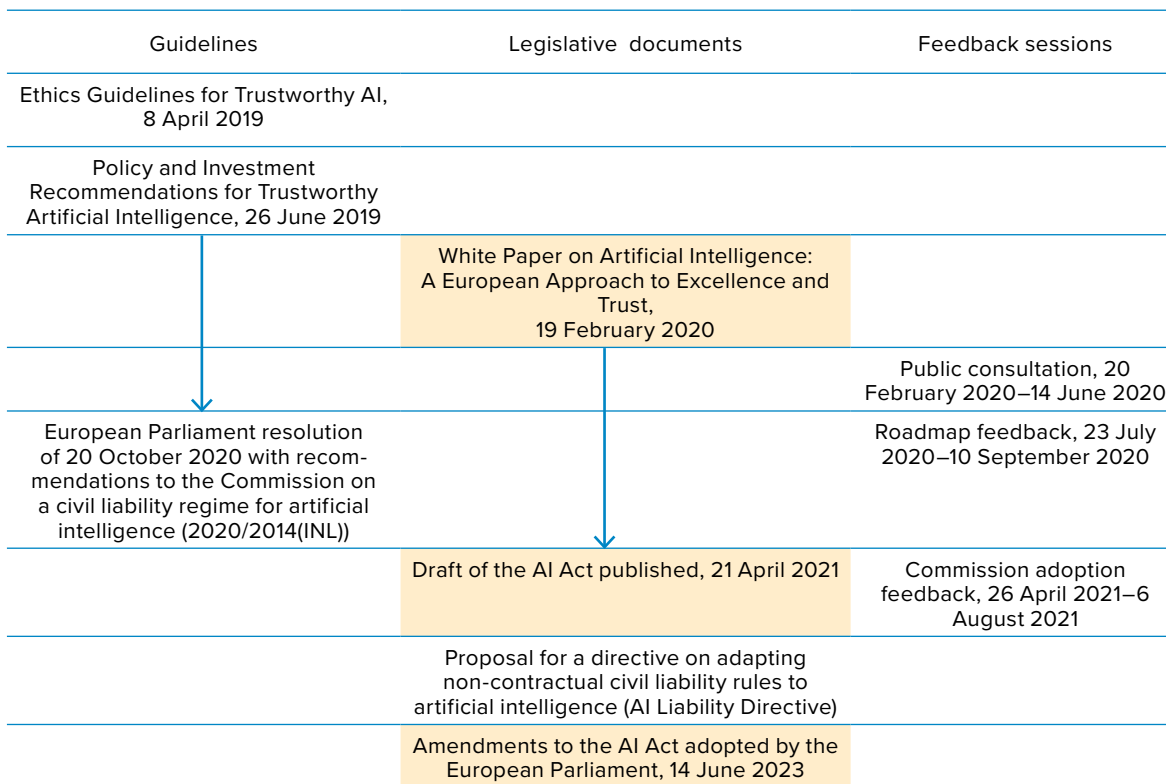 Guidelines
Legislative documents
Feedback sessions
Ethics Guidelines for Trustworthy AI,
8 April 2019
Policy and Investment
Recommendations for Trustworthy
Artificial Intelligence, 26 June 2019
White Paper on Artificial Intelligence:
A European Approach to Excellence and
Trust,
19 February 2020
Public consultation, 20
February 2020–14 June 2020
European Parliament resolution
of 20 October 2020 with recom-
mendations to the Commission on
a civil liability regime for artificial
intelligence (2020/2014(INL))
Roadmap feedback, 23 July
2020–10 September 2020
Draft of the AI Act published, 21 April 2021
Commission adoption
feedback, 26 April 2021–6
August 2021
Proposal for a directive on adapting
non-contractual civil liability rules to
artificial intelligence (AI Liability Directive)
Amendments to the AI Act adopted by the
European Parliament, 14 June 2023